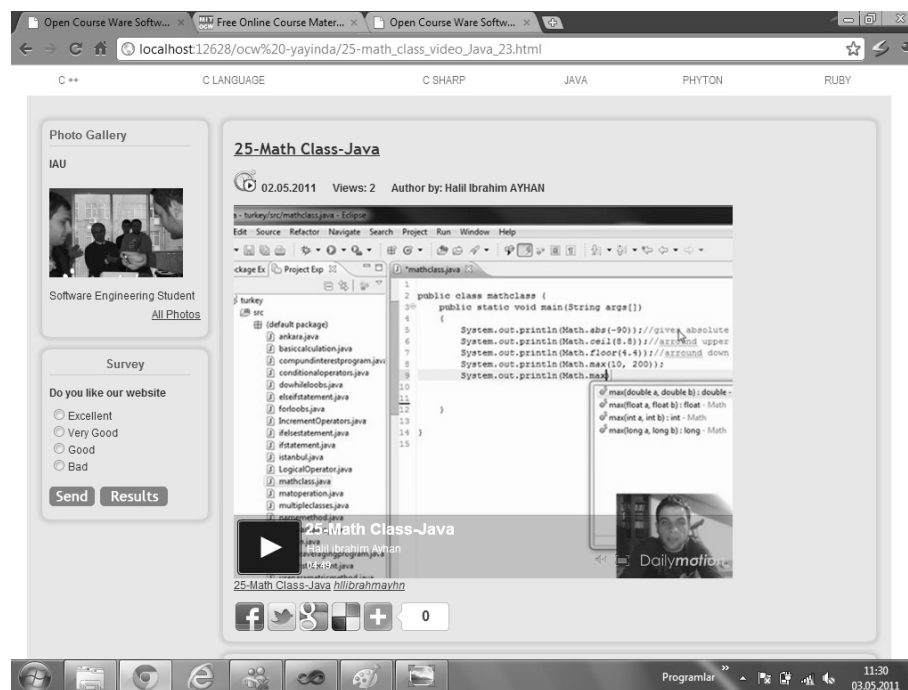 Open Course Ware Softw... × Free Online Course Mater... × Open Course Ware Softw... ×
localhost:12628/ocw%20-yayinda/25-math_class_video_Java_23.html
C ++ C LANGUAGE C SHARP JAVA PHYTON RUBY
Photo Gallery
IAU
Software Engineering Student
All Photos
Survey
Do you like our website
Excellent
Very Good
Good
Bad
Send Results
25-Math Class-Java
02.05.2011 Views: 2 Author by: Halil Ibrahim AYHAN
a - turkey/src/mathclass.java - Eclipse
Edit Source Refactor Navigate Search Project Run Window Help
ckage Ex Project Exp *mathclass.java
turkey
src
(default package)
ankara.java
basiccalculation.java
compundinterestprogram.java
conditionaloperators.java
dowhileloobs.java
elseifstatement.java
forloobs.java
IncrementOperators.java
ifelsestatement.java
ifstatement.java
istanbul.java
LogicalOperator.java
mathclass.java
matoperation.java
multipleclasses.java
1
2 public class mathclass {
3 public static void main(String args[])
4 {
5 System.out.println(Math.abs(-90));//gives absolute
6 System.out.println(Math.ceil(8.8));//arround upper
7 System.out.println(Math.floor(4.4));//arround down
8 System.out.println(Math.max(10, 200));
9 System.out.println(Math.max)
10
11
12 }
13
14 }
15
max(double a, double b) : double -
max(float a, float b) : float - Math
max(int a, int b) : int - Math
max(long a, long b) : long - Math
25-Math Class-Java
Halil ibrahim Ayhan
04:39
Dailymotion
25-Math Class-Java hllibrahmayhn
0
Programlar
11:30
03.05.2011